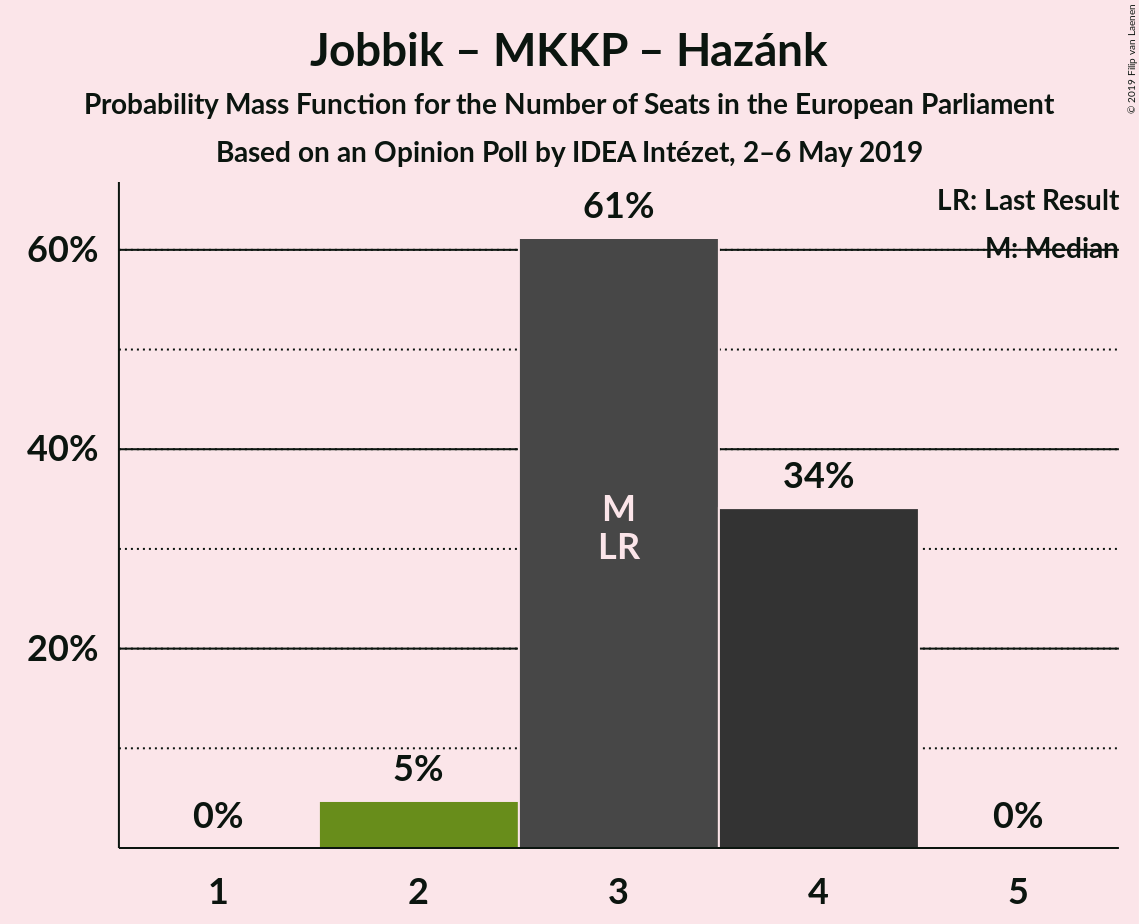 Jobbik – MKKP – Hazánk
Probability Mass Function for the Number of Seats in the European Parliament
Based on an Opinion Poll by IDEA Intézet, 2–6 May 2019
© 2019 Filip van Laenen
LR: Last Result
M: Median
60%
40%
20%
0%
5%
61%
34%
0%
M
LR
1
2
3
4
5